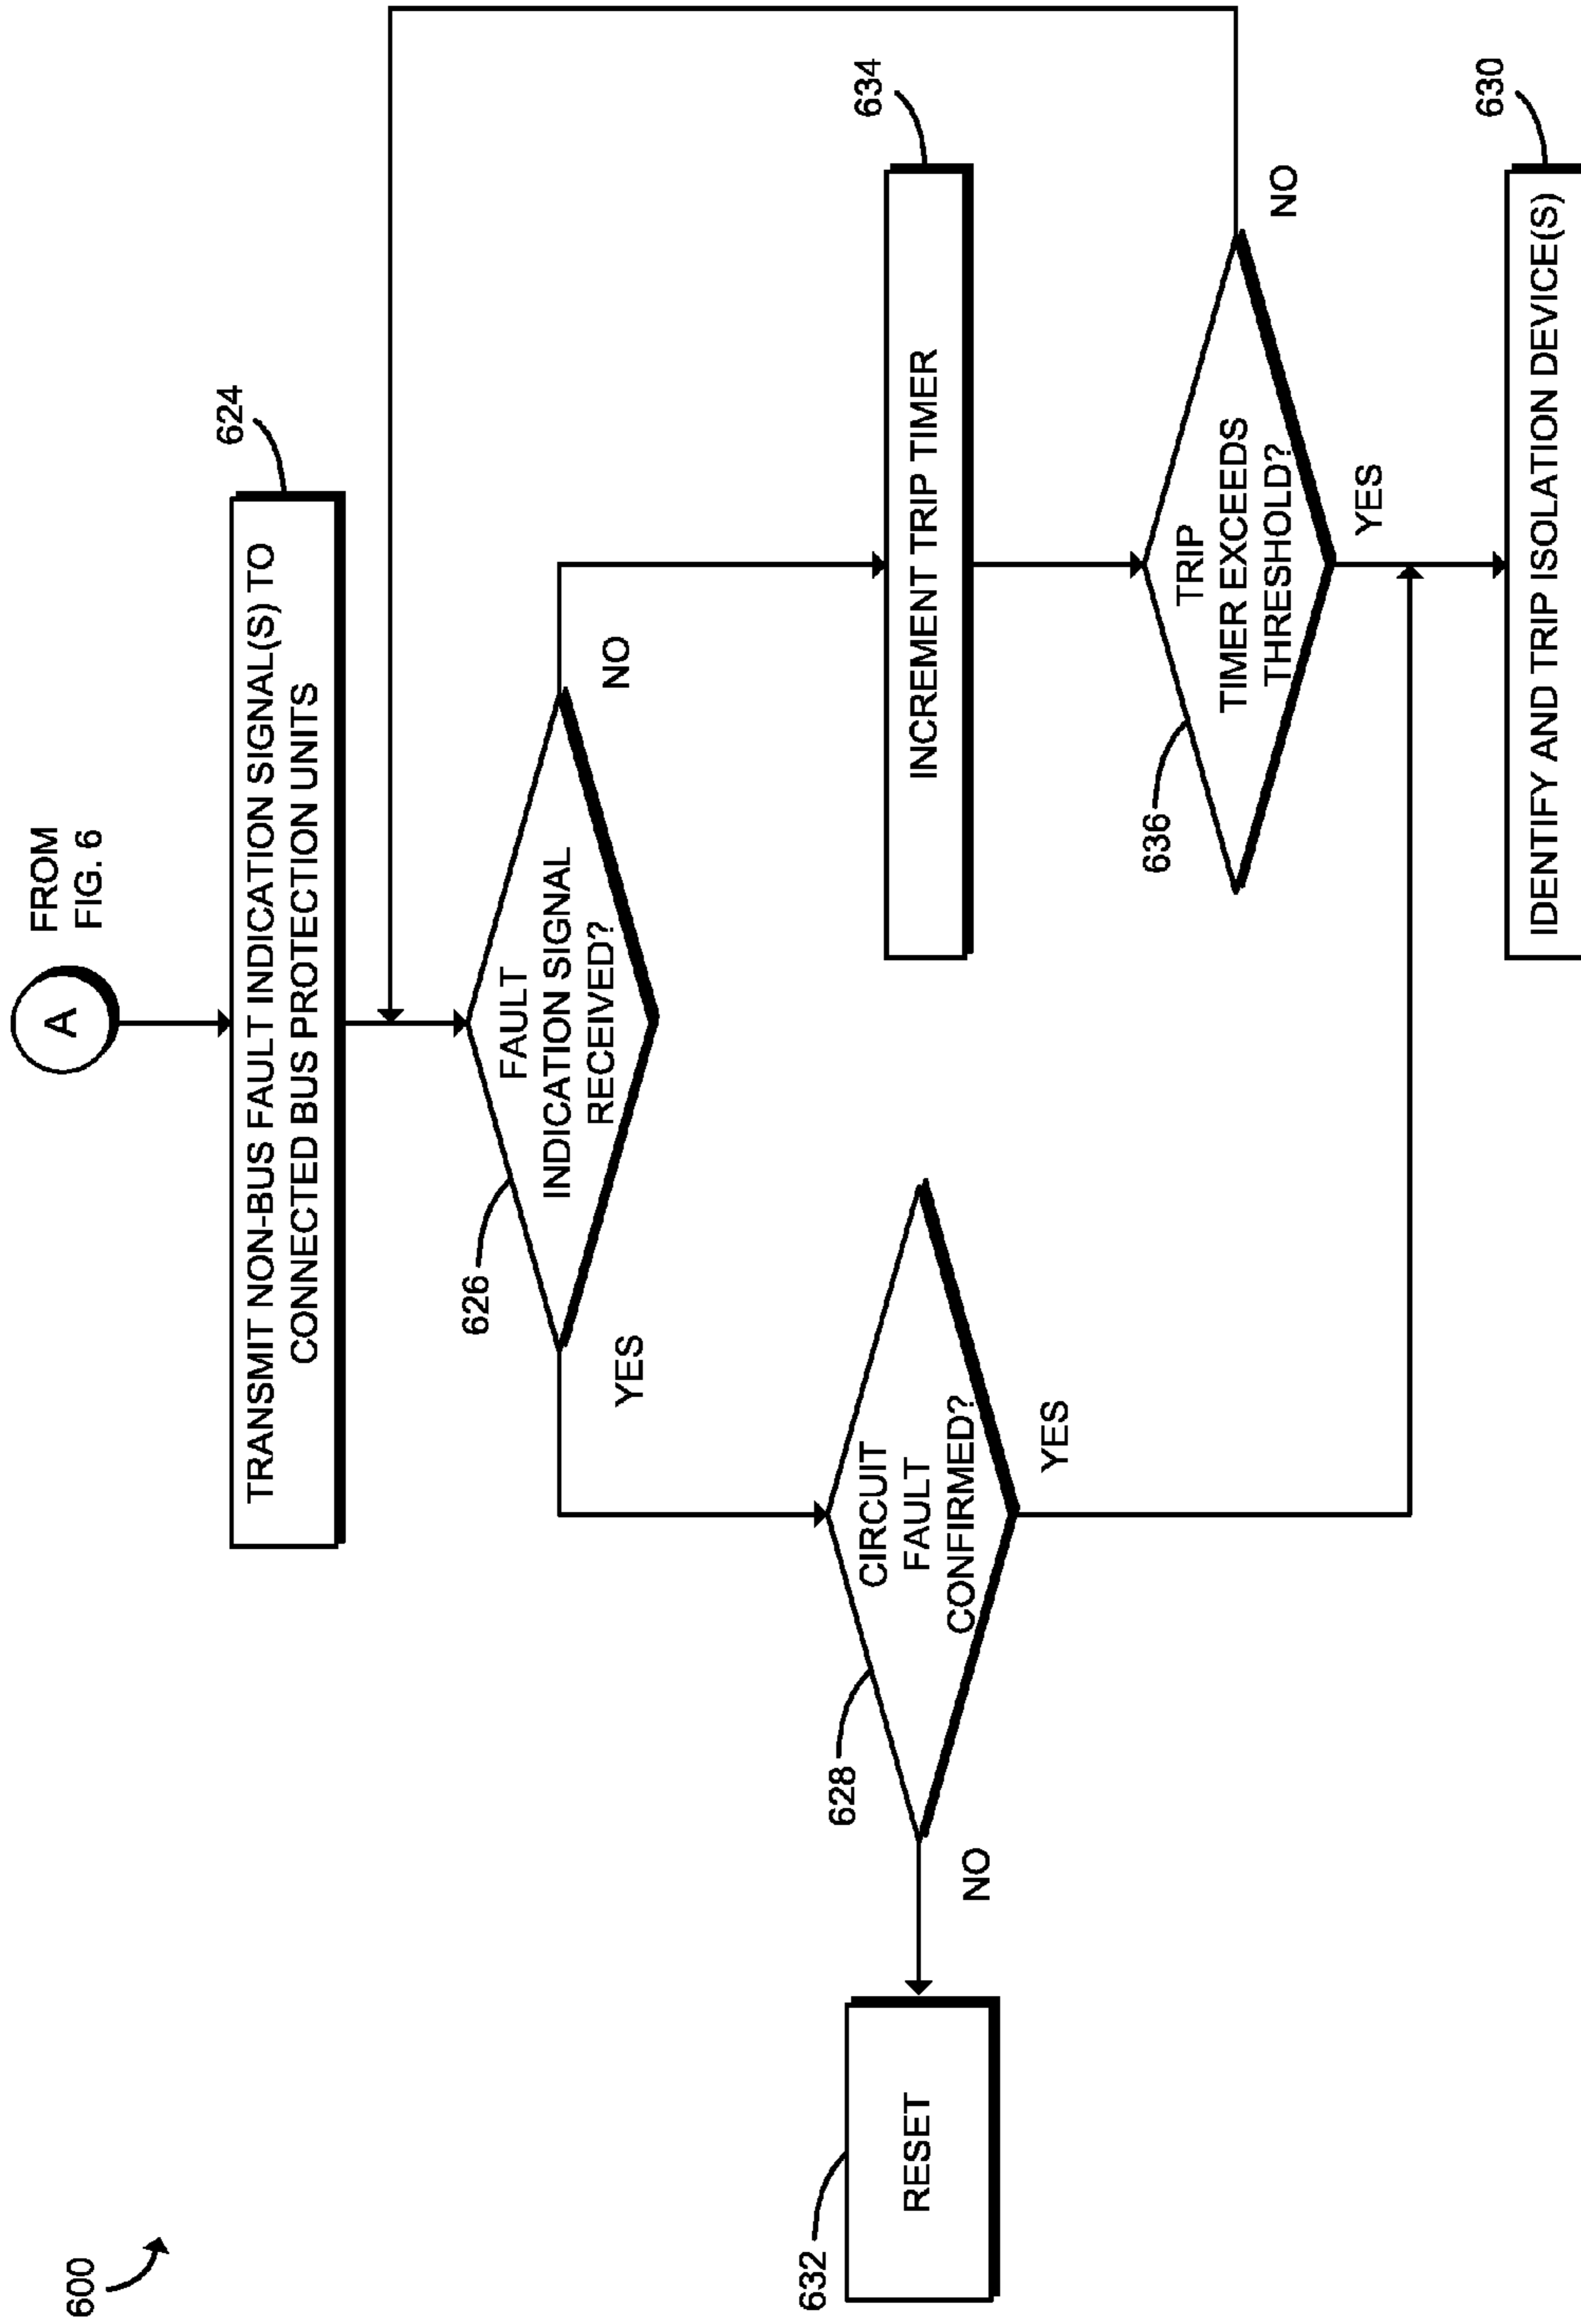 600
A
FROM
FIG. 6
TRANSMIT NON-BUS FAULT INDICATION SIGNAL(S) TO
CONNECTED BUS PROTECTION UNITS
624
FAULT
INDICATION SIGNAL
RECEIVED?
626
YES
NO
CIRCUIT
FAULT
CONFIRMED?
628
NO
YES
RESET
632
INCREMENT TRIP TIMER
634
TRIP
TIMER EXCEEDS
THRESHOLD?
636
NO
YES
IDENTIFY AND TRIP ISOLATION DEVICE(S)
630